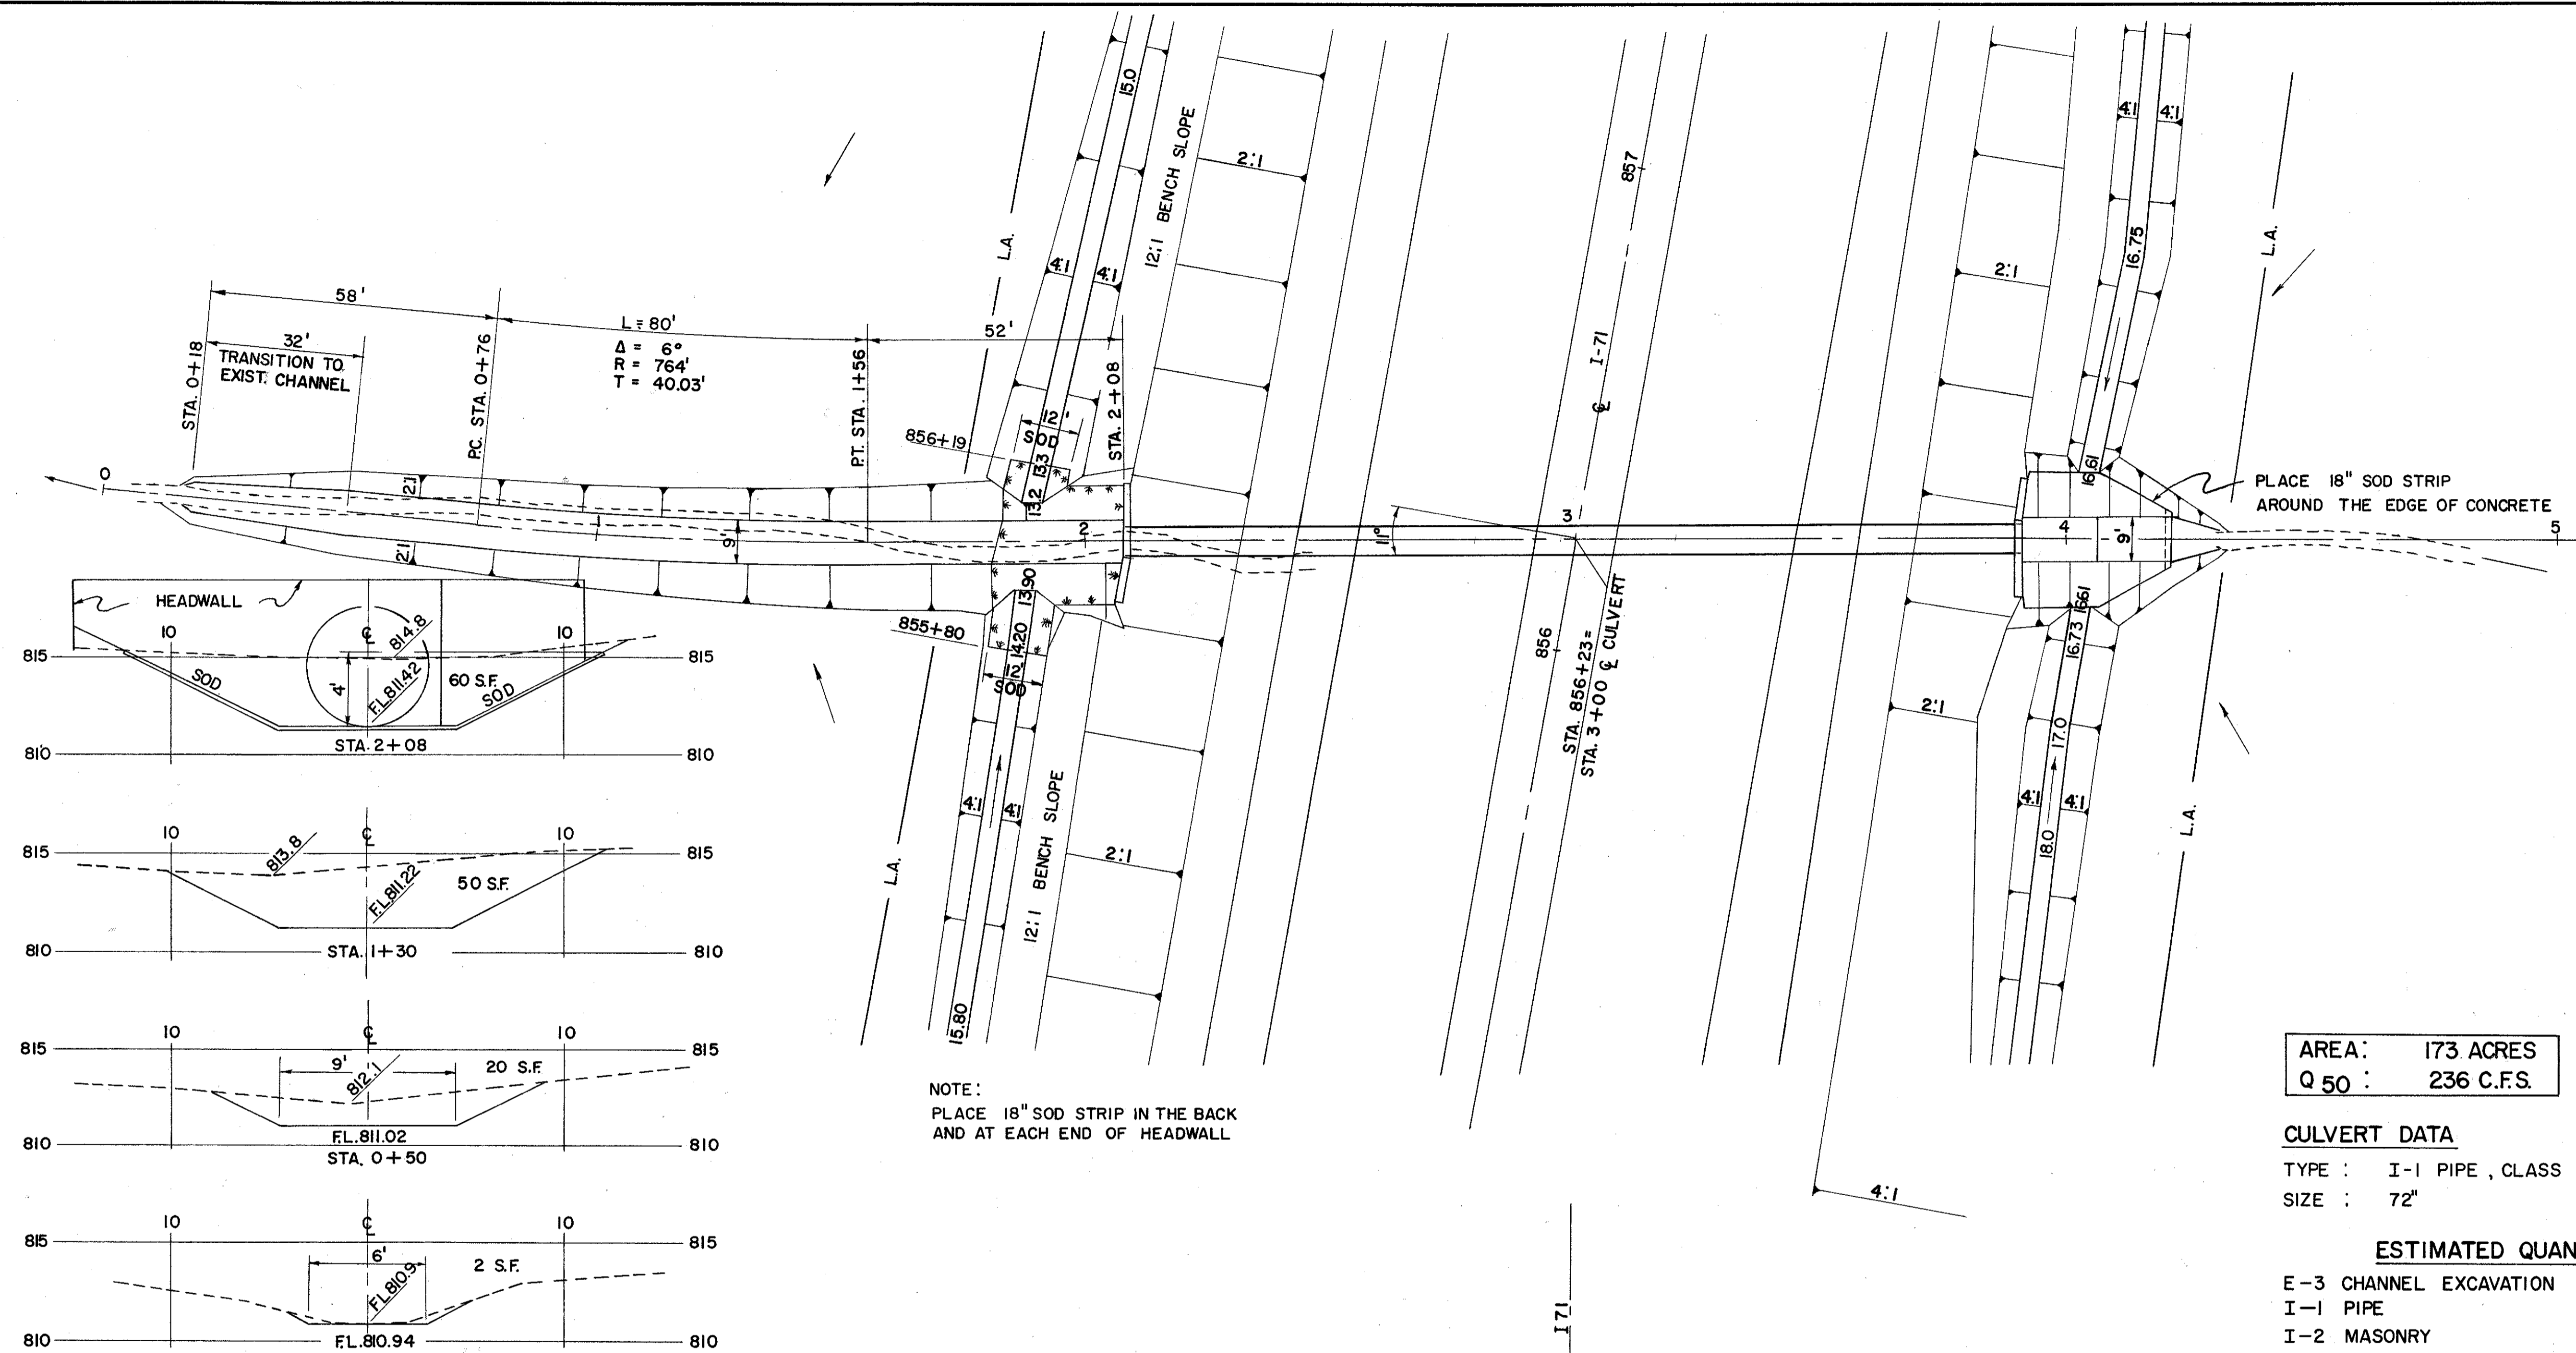 58'
32'
TRANSITION TO
EXIST. CHANNEL
STA. 0+18
P.C. STA. 0+76
L = 80'
Δ = 6°
R = 764'
T = 40.03'
P.T. STA. 1+56
52'
STA. 2+08
L.A.
15.0
4:1
4:1
12:1 BENCH SLOPE
2:1
12'
SOD
856+19
13.3
13.2
857
℄ I-71
2:1
4:1
4:1
16.75
L.A.
16.61
PLACE 18" SOD STRIP
AROUND THE EDGE OF CONCRETE
0
1
2
3
4
5
2:1
2:1
9'
11°
9'
13.90
14.20
12'
SOD
855+80
4:1
4:1
L.A.
15.80
12:1 BENCH SLOPE
2:1
856
STA. 856+23=
STA. 3+00 ℄ CULVERT
2:1
16.61
16.73
17.0
18.0
4:1
4:1
L.A.
4:1
HEADWALL
10 ℄ 10
814.8
815 815
SOD
4'
F.L.811.42
60 S.F.
SOD
STA. 2+08
810 810
10 ℄ 10
815 815
813.8
F.L.811.22
50 S.F.
810 STA. 1+30 810
10 ℄ 10
815 815
9'
812.1
20 S.F.
F.L.811.02
810 810
STA. 0+50
10 ℄ 10
815 815
6'
F.L.810.9
2 S.F.
810 F.L.810.94 810
NOTE:
PLACE 18" SOD STRIP IN THE BACK
AND AT EACH END OF HEADWALL
I 71
AREA: 173 ACRES
Q 50 : 236 C.F.S.
CULVERT DATA
TYPE : I-1 PIPE , CLASS
SIZE : 72"
ESTIMATED QUAN
E-3 CHANNEL EXCAVATION
I-1 PIPE
I-2 MASONRY